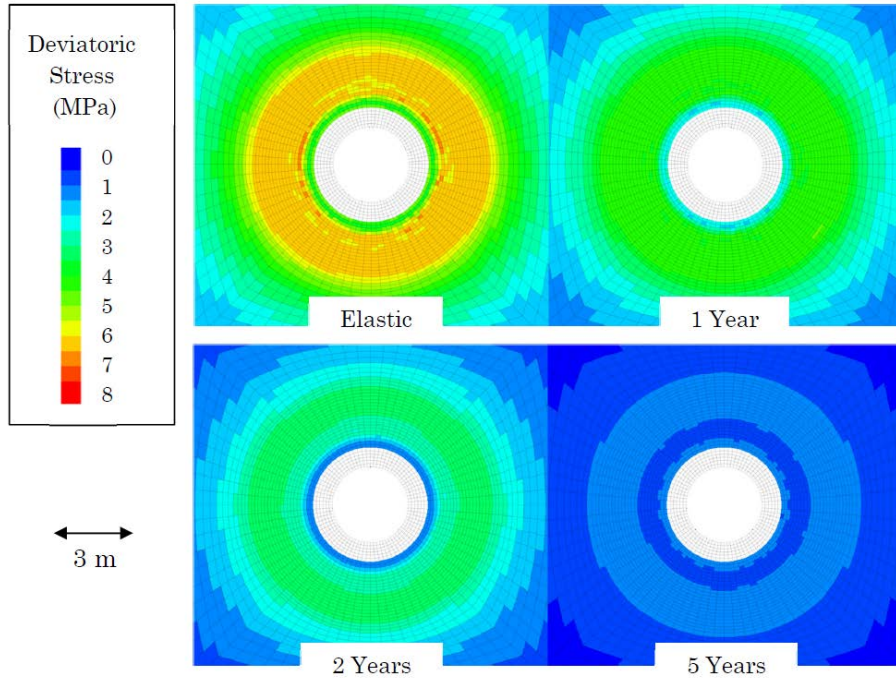 Deviatoric
Stress
(MPa)
0
1
2
3
4
5
6
7
8
3 m
Elastic
1 Year
2 Years
5 Years